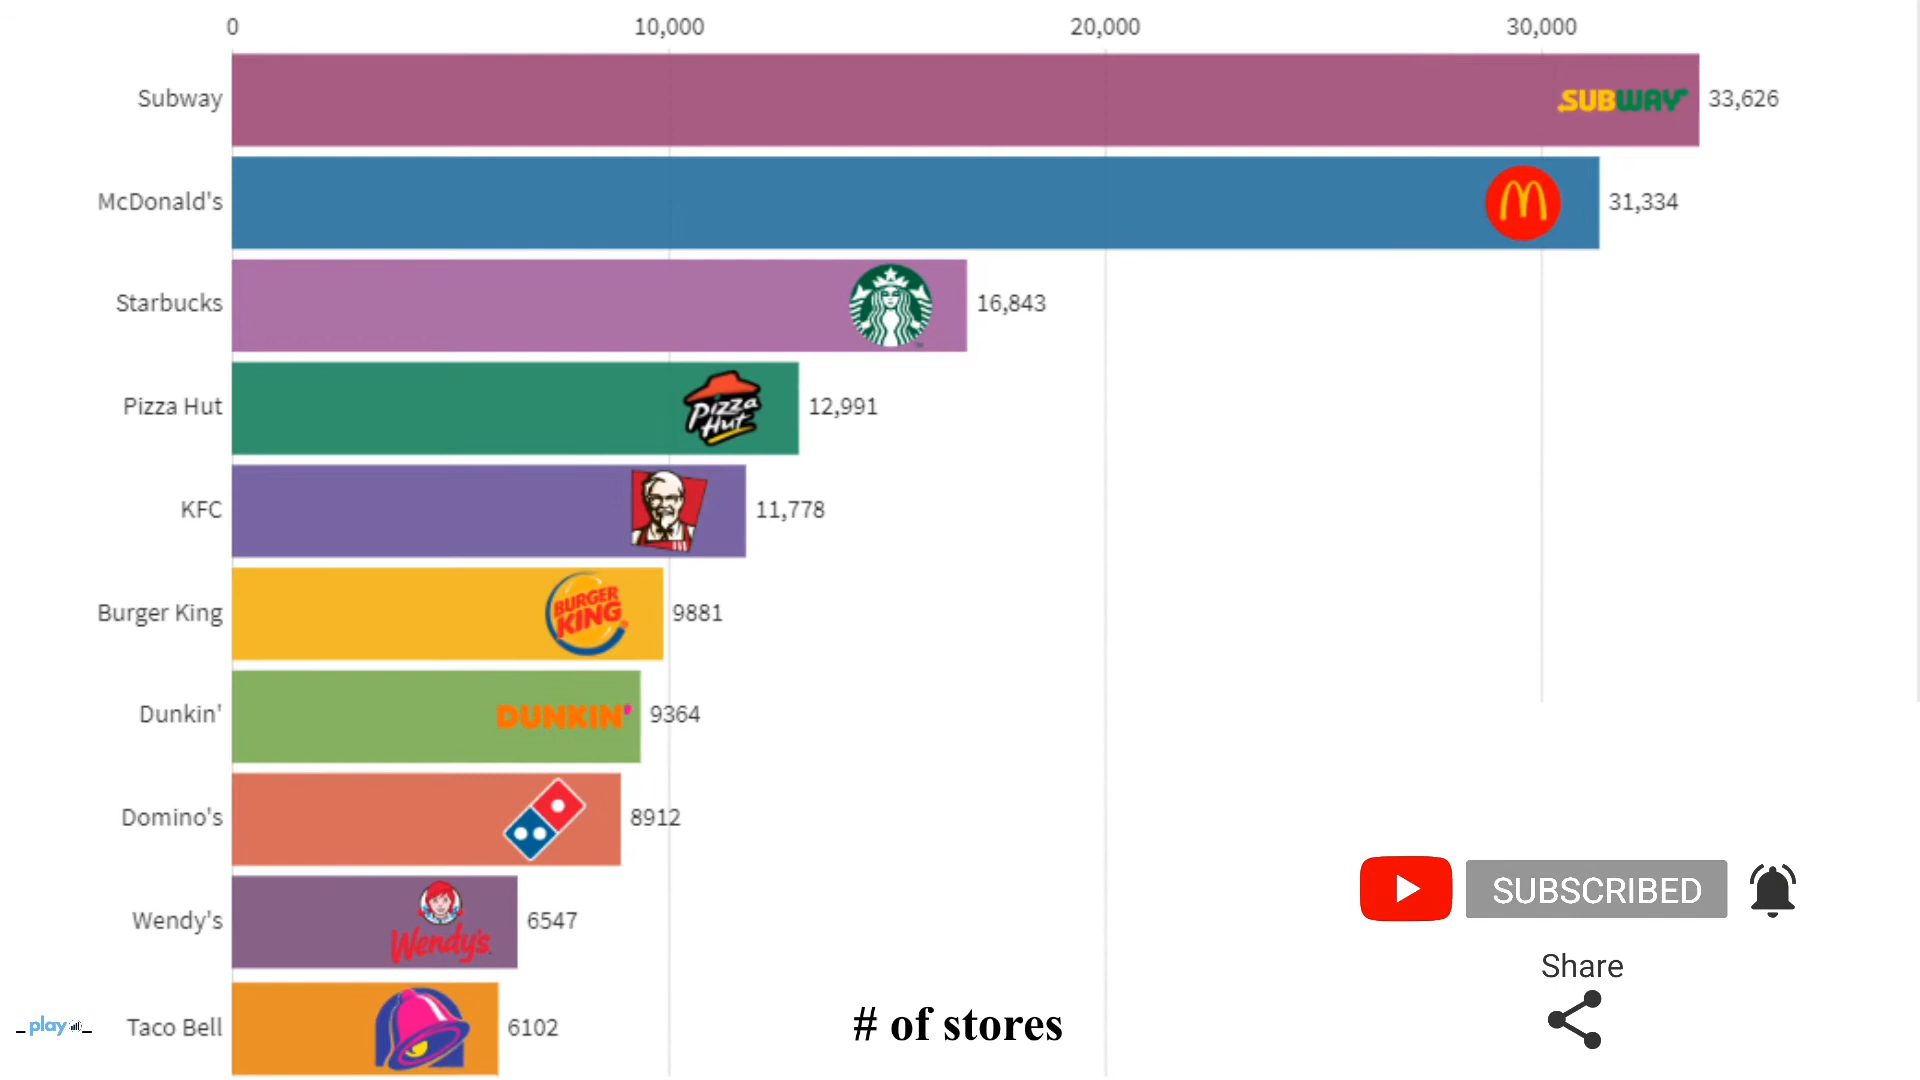 0 10,000 20,000 30,000
Subway SUBWAY 33,626
McDonald's 31,334
Starbucks 16,843
Pizza Hut Pizza Hut 12,991
KFC 11,778
Burger King BURGER KING 9881
Dunkin' DUNKIN' 9364
Domino's 8912
Wendy's Wendy's 6547
SUBSCRIBED
Share
_ play _ Taco Bell 6102
# of stores